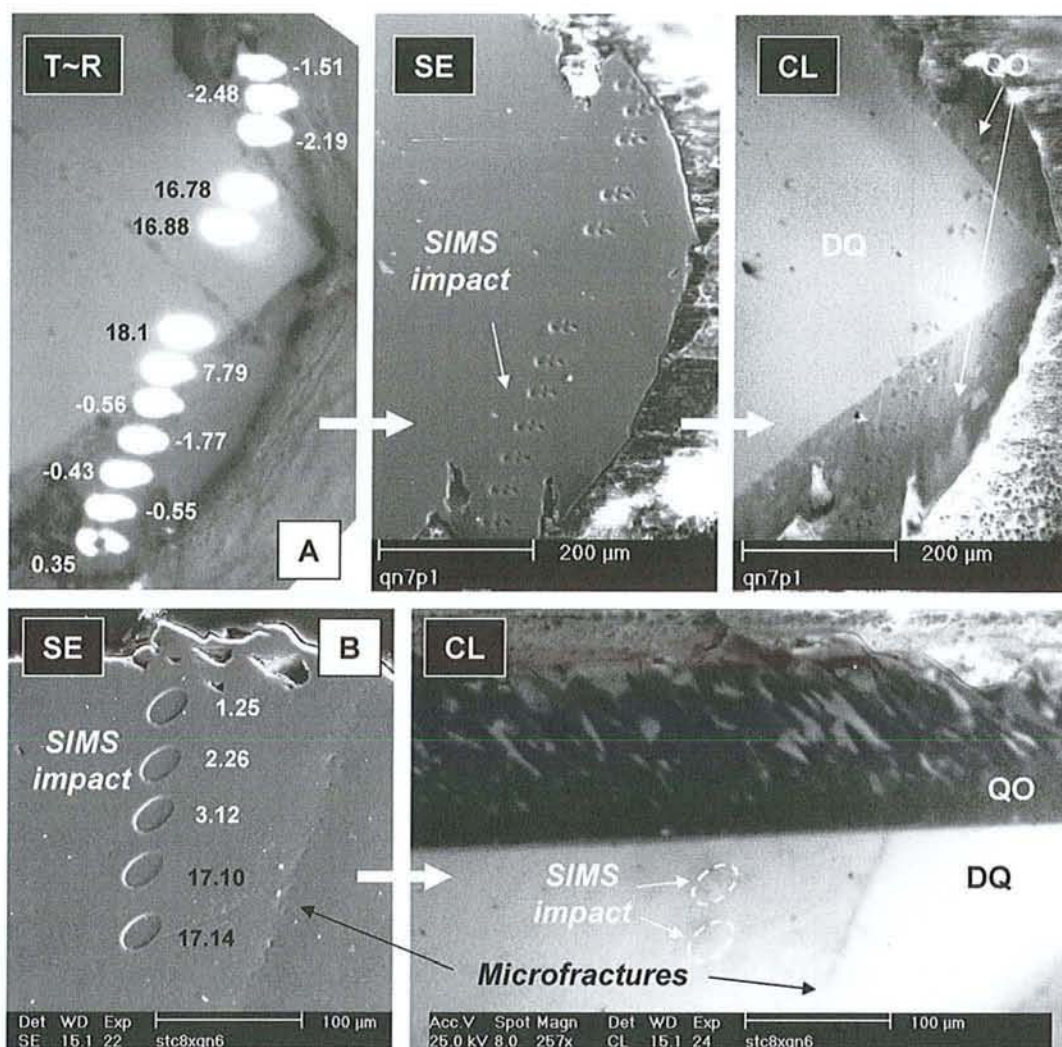 T~R
-1.51
-2.48
-2.19
16.78
16.88
18.1
7.79
-0.56
-1.77
-0.43
-0.55
0.35
A
SE
SIMS
impact
200 µm
qn7p1
CL
QO
DQ
200 µm
qn7p1
SE
B
SIMS
impact
1.25
2.26
3.12
17.10
17.14
Det WD Exp
SE 15.1 22 stc8xqn6
100 µm
CL
QO
DQ
SIMS
impact
Microfractures
Acc.V Spot Magn Det WD Exp
25.0 kV 8.0 257x CL 15.1 24 stc8xqn6
100 µm